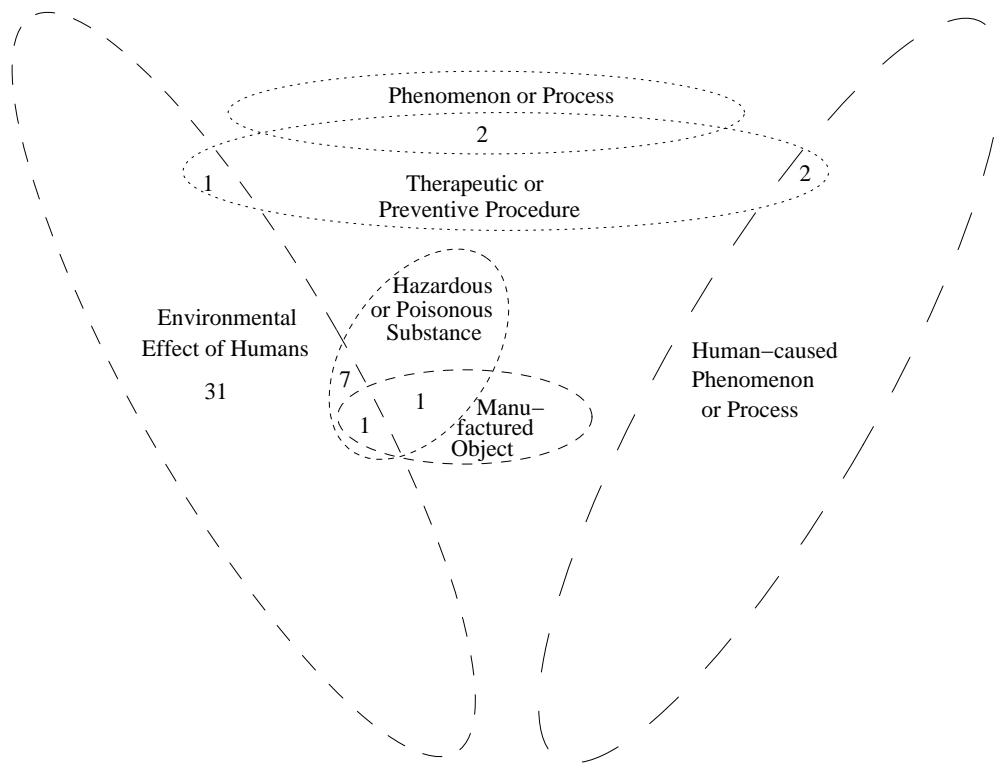 Phenomenon or Process
2
1
Therapeutic or
Preventive Procedure
2
Hazardous
or Poisonous
Substance
Environmental
Effect of Humans
31
7
1
1
Manu−
factured
Object
Human−caused
Phenomenon
or Process